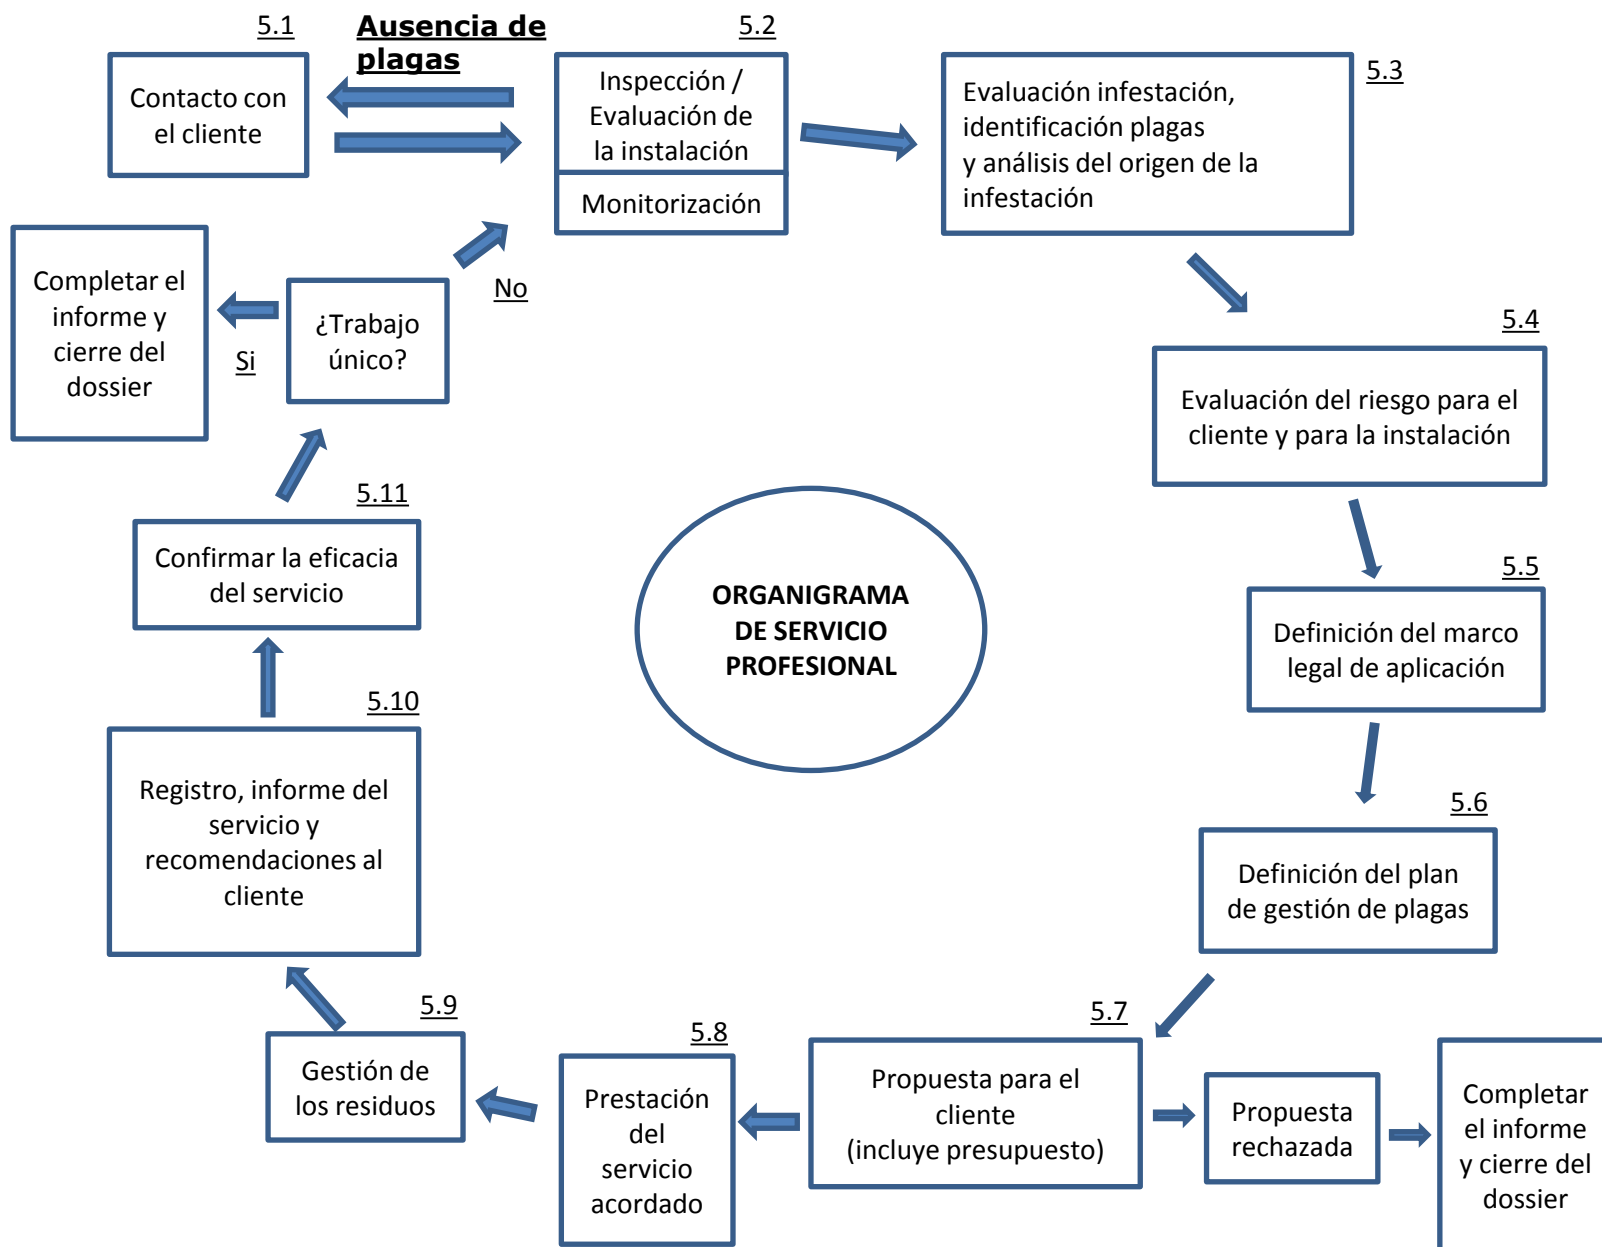 5.1
Ausencia de
plagas
5.2
5.3
Contacto con
el cliente
Inspección /
Evaluación de
la instalación
Monitorización
Evaluación infestación,
identificación plagas
y análisis del origen de la
infestación
Completar el
informe y
cierre del
dossier
Si
¿Trabajo
único?
No
5.4
Evaluación del riesgo para el
cliente y para la instalación
5.11
Confirmar la eficacia
del servicio
ORGANIGRAMA
DE SERVICIO
PROFESIONAL
5.5
Definición del marco
legal de aplicación
5.10
Registro, informe del
servicio y
recomendaciones al
cliente
5.6
Definición del plan
de gestión de plagas
5.9
Gestión de
los residuos
5.8
Prestación
del
servicio
acordado
5.7
Propuesta para el
cliente
(incluye presupuesto)
Propuesta
rechazada
Completar
el informe
y cierre del
dossier